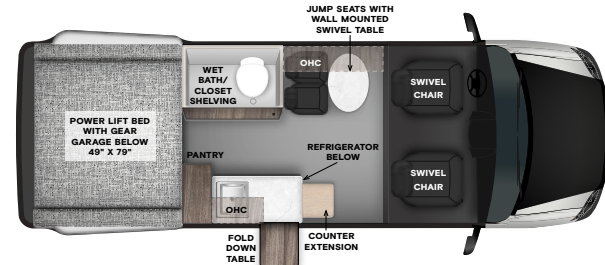 JUMP SEATS WITH
WALL MOUNTED
SWIVEL TABLE
OHC
WET
BATH/
CLOSET
SHELVING
SWIVEL
CHAIR
POWER LIFT BED
WITH GEAR
GARAGE BELOW
49" X 79"
PANTRY
REFRIGERATOR
BELOW
SWIVEL
CHAIR
OHC
FOLD
DOWN
TABLE
COUNTER
EXTENSION